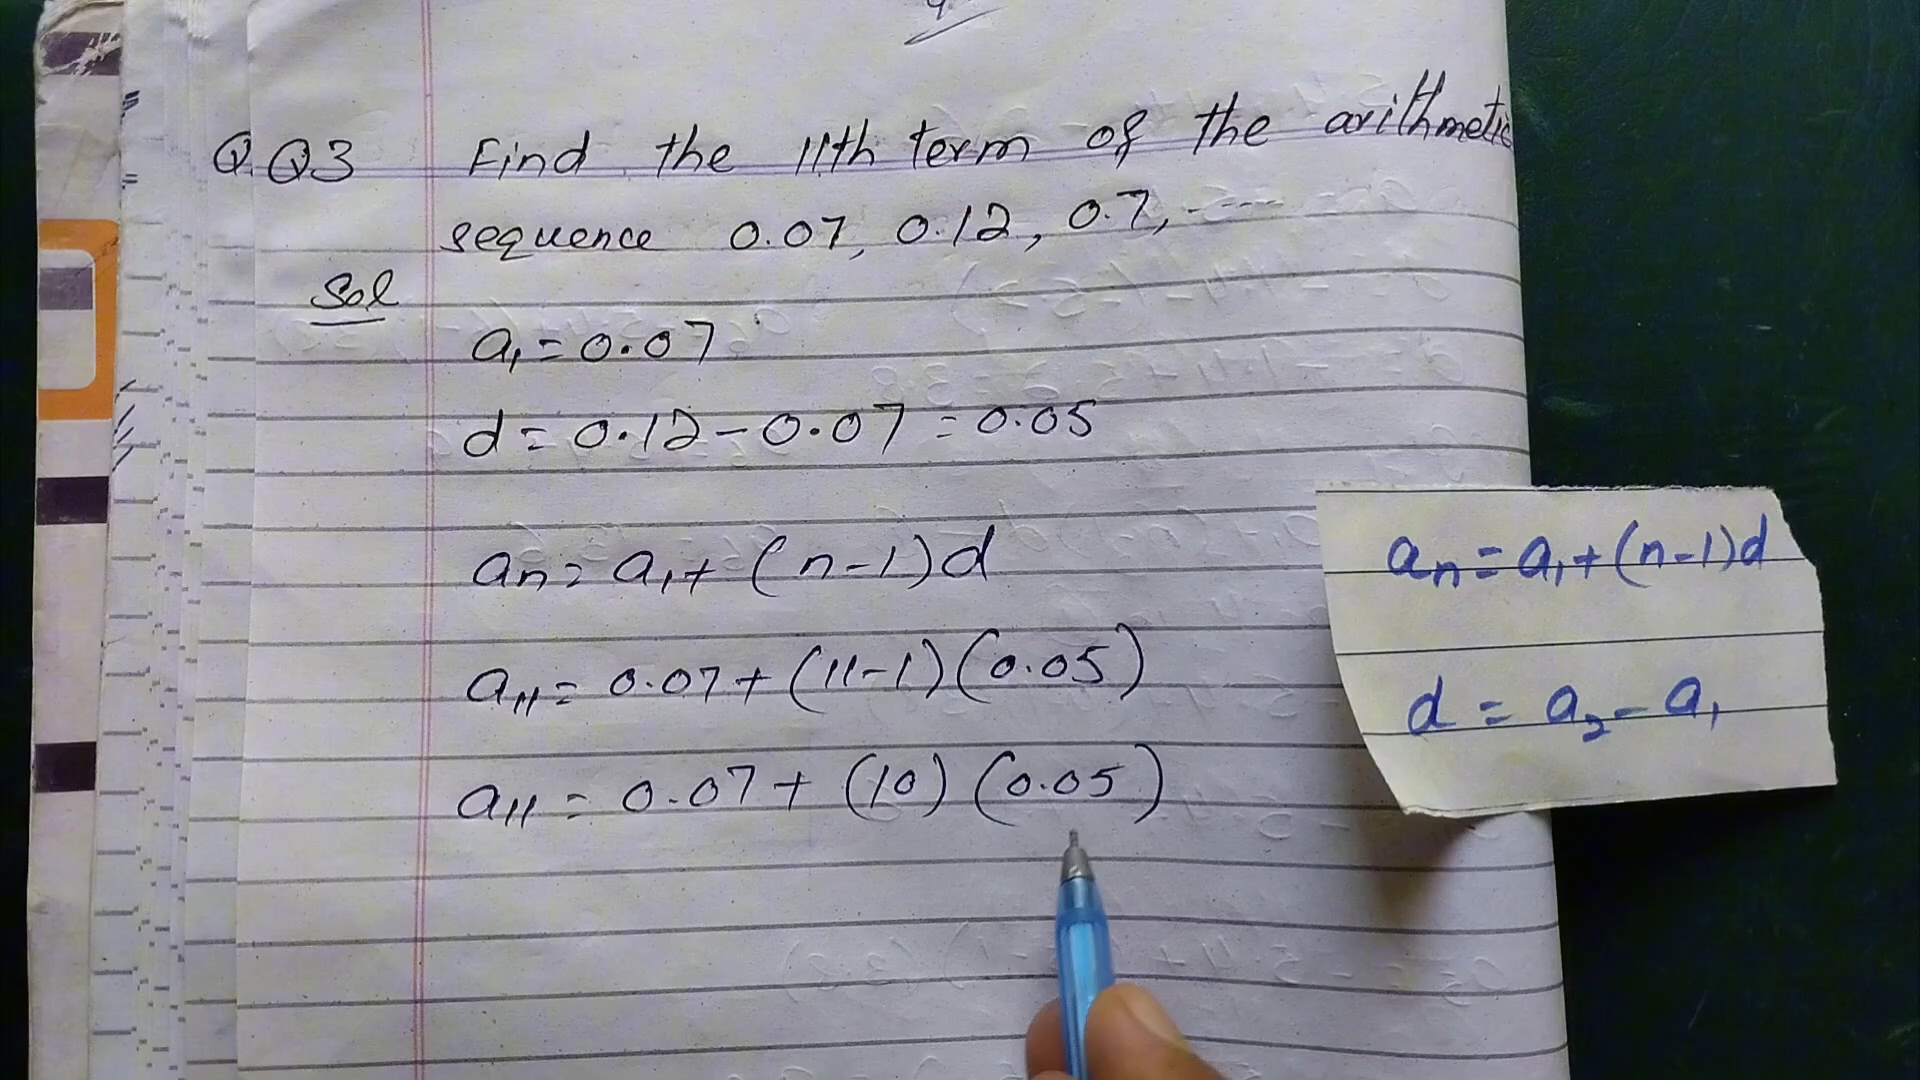 Q.Q3 Find the 11th term of the arithmetic
sequence 0.07, 0.12, 0.7, ----
Sol
a₁ = 0.07
d = 0.12 - 0.07 = 0.05
an = a₁ + (n-1)d
a₁₁ = 0.07 + (11-1)(0.05)
a₁₁ = 0.07 + (10)(0.05)
an = a₁ + (n-1)d
d = a₂ - a₁